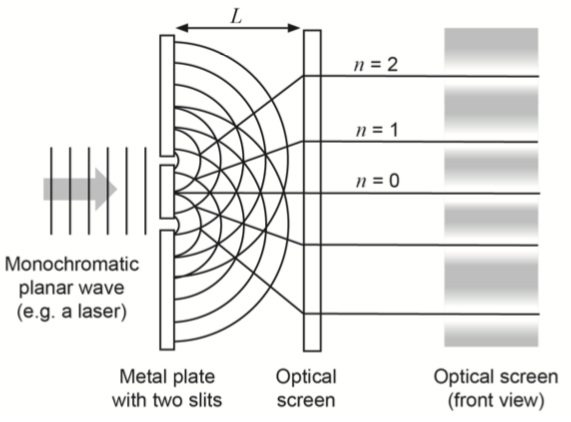 L
n = 2
n = 1
n = 0
Monochromatic
planar wave
(e.g. a laser)
Metal plate
with two slits
Optical
screen
Optical screen
(front view)